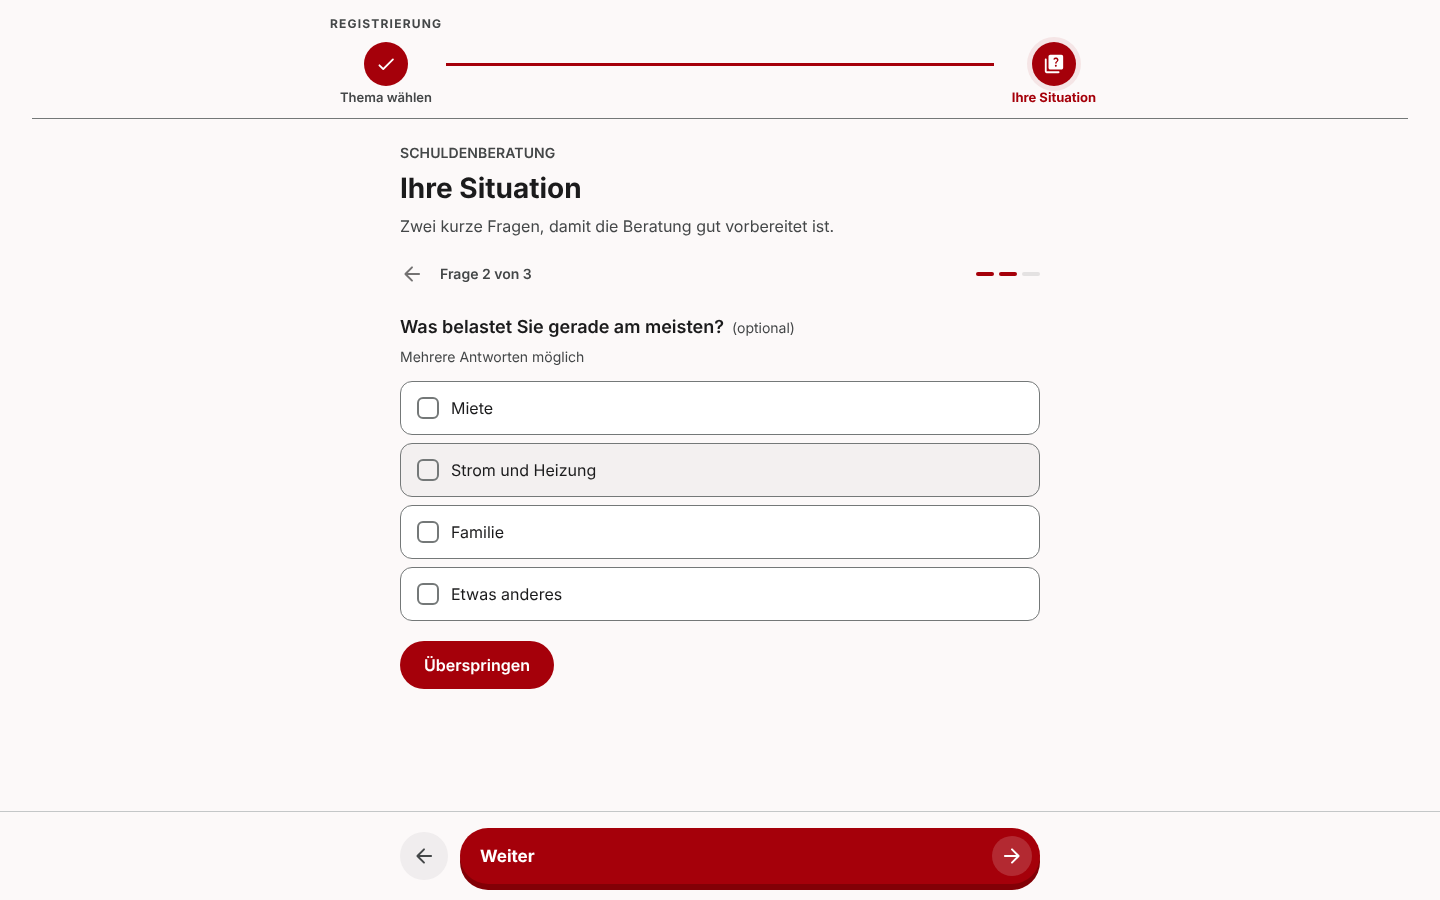 REGISTRIERUNG
Thema wählen
Ihre Situation
SCHULDENBERATUNG
Ihre Situation
Zwei kurze Fragen, damit die Beratung gut vorbereitet ist.
Frage 2 von 3
Was belastet Sie gerade am meisten? (optional)
Mehrere Antworten möglich
Miete
Strom und Heizung
Familie
Etwas anderes
Überspringen
Weiter